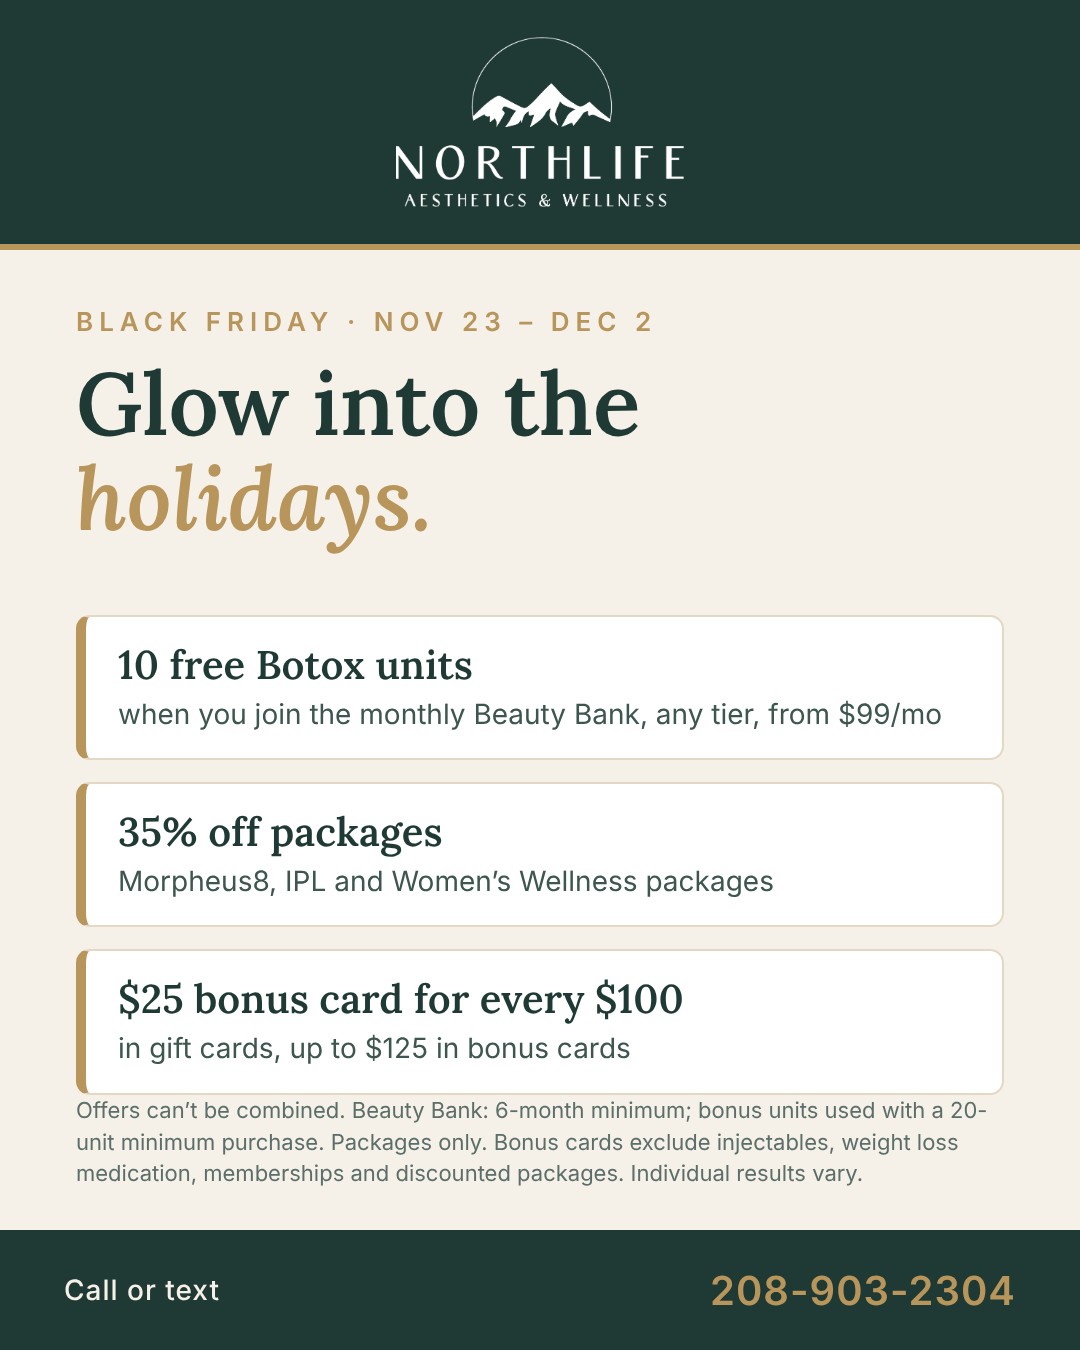 NORTHLIFE
AESTHETICS & WELLNESS
BLACK FRIDAY · NOV 23 – DEC 2
Glow into the
holidays.
10 free Botox units
when you join the monthly Beauty Bank, any tier, from $99/mo
35% off packages
Morpheus8, IPL and Women’s Wellness packages
$25 bonus card for every $100
in gift cards, up to $125 in bonus cards
Offers can’t be combined. Beauty Bank: 6-month minimum; bonus units used with a 20-
unit minimum purchase. Packages only. Bonus cards exclude injectables, weight loss
medication, memberships and discounted packages. Individual results vary.
Call or text
208-903-2304